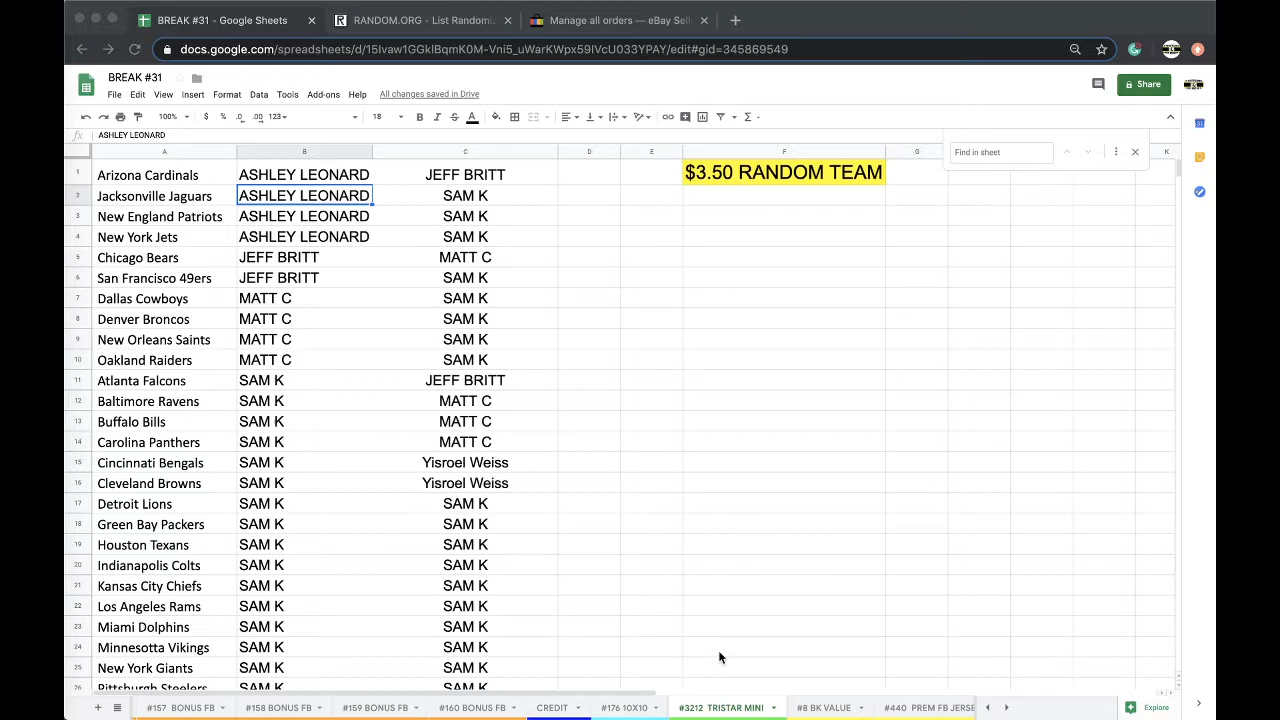 BREAK #31 - Google Sheets
RANDOM.ORG - List Randomi
Manage all orders — eBay Sell
docs.google.com/spreadsheets/d/15Ivaw1GGklBqmK0M-Vni5_uWarKWpx59IVcU033YPAY/edit#gid=345869549
BREAK #31
File Edit View Insert Format Data Tools Add-ons Help All changes saved in Drive
Share
100% $ % .0 .00 123 18 B I S A
fx ASHLEY LEONARD
Find in sheet
A B C D E F G K
1 Arizona Cardinals ASHLEY LEONARD JEFF BRITT $3.50 RANDOM TEAM
2 Jacksonville Jaguars ASHLEY LEONARD SAM K
3 New England Patriots ASHLEY LEONARD SAM K
4 New York Jets ASHLEY LEONARD SAM K
5 Chicago Bears JEFF BRITT MATT C
6 San Francisco 49ers JEFF BRITT SAM K
7 Dallas Cowboys MATT C SAM K
8 Denver Broncos MATT C SAM K
9 New Orleans Saints MATT C SAM K
10 Oakland Raiders MATT C SAM K
11 Atlanta Falcons SAM K JEFF BRITT
12 Baltimore Ravens SAM K MATT C
13 Buffalo Bills SAM K MATT C
14 Carolina Panthers SAM K MATT C
15 Cincinnati Bengals SAM K Yisroel Weiss
16 Cleveland Browns SAM K Yisroel Weiss
17 Detroit Lions SAM K SAM K
18 Green Bay Packers SAM K SAM K
19 Houston Texans SAM K SAM K
20 Indianapolis Colts SAM K SAM K
21 Kansas City Chiefs SAM K SAM K
22 Los Angeles Rams SAM K SAM K
23 Miami Dolphins SAM K SAM K
24 Minnesotta Vikings SAM K SAM K
25 New York Giants SAM K SAM K
26 Pittsburgh Steelers SAM K SAM K
#157 BONUS FB #158 BONUS FB #159 BONUS FB #160 BONUS FB CREDIT #176 10X10 #3212 TRISTAR MINI #8 BK VALUE #440 PREM FB JERSE Explore